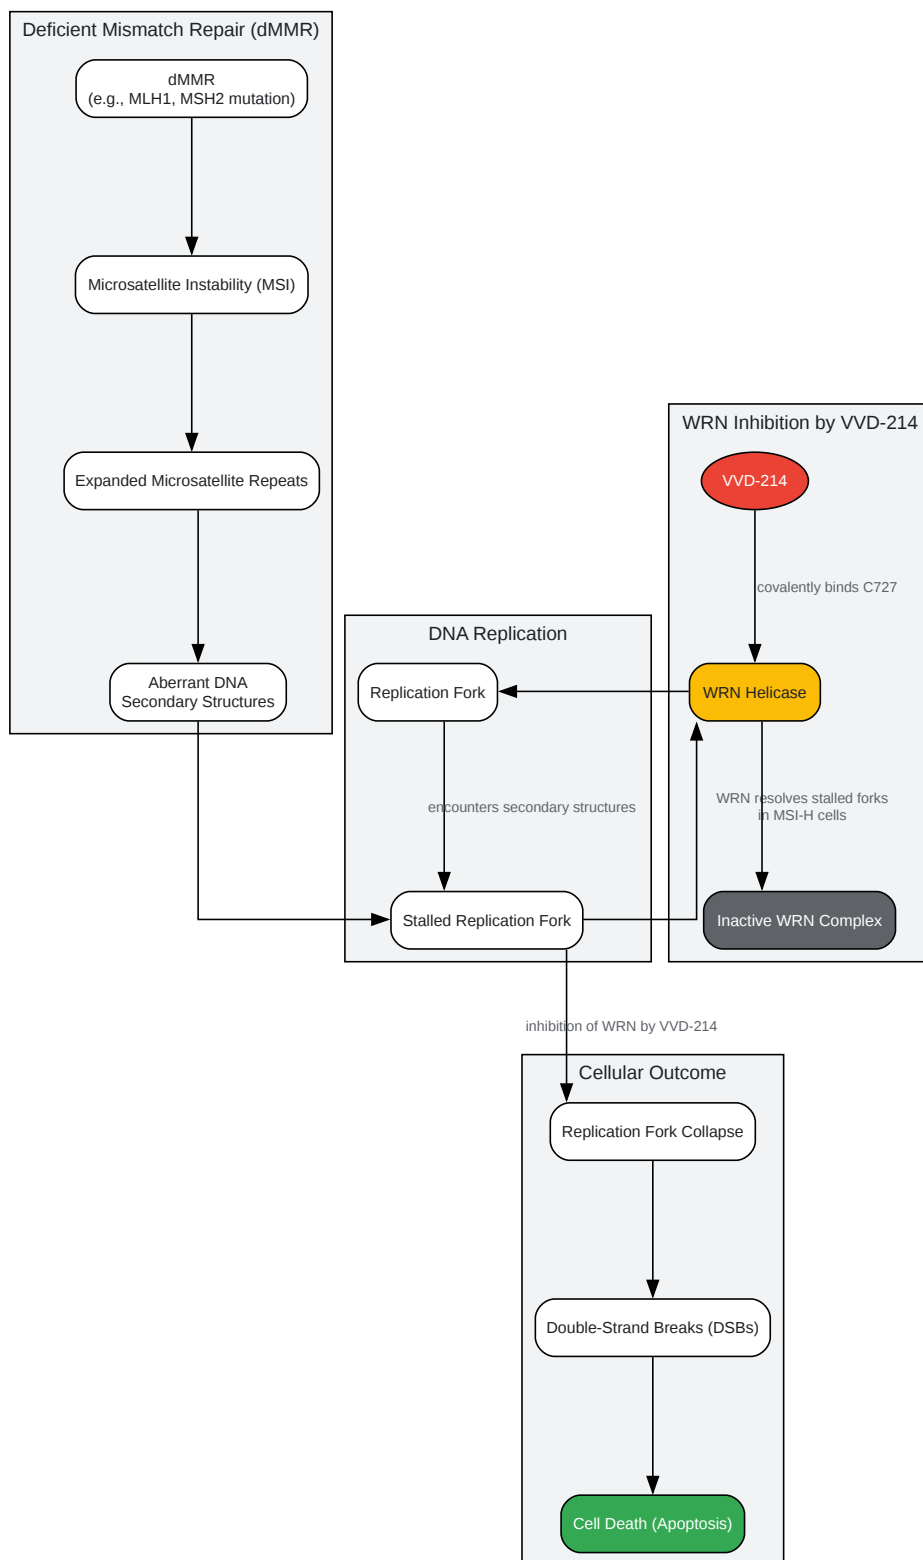 Deficient Mismatch Repair (dMMR)
dMMR
(e.g., MLH1, MSH2 mutation)
Microsatellite Instability (MSI)
Expanded Microsatellite Repeats
Aberrant DNA
Secondary Structures
WRN Inhibition by VVD-214
VVD-214
covalently binds C727
WRN Helicase
WRN resolves stalled forks
in MSI-H cells
Inactive WRN Complex
DNA Replication
Replication Fork
encounters secondary structures
Stalled Replication Fork
inhibition of WRN by VVD-214
Cellular Outcome
Replication Fork Collapse
Double-Strand Breaks (DSBs)
Cell Death (Apoptosis)